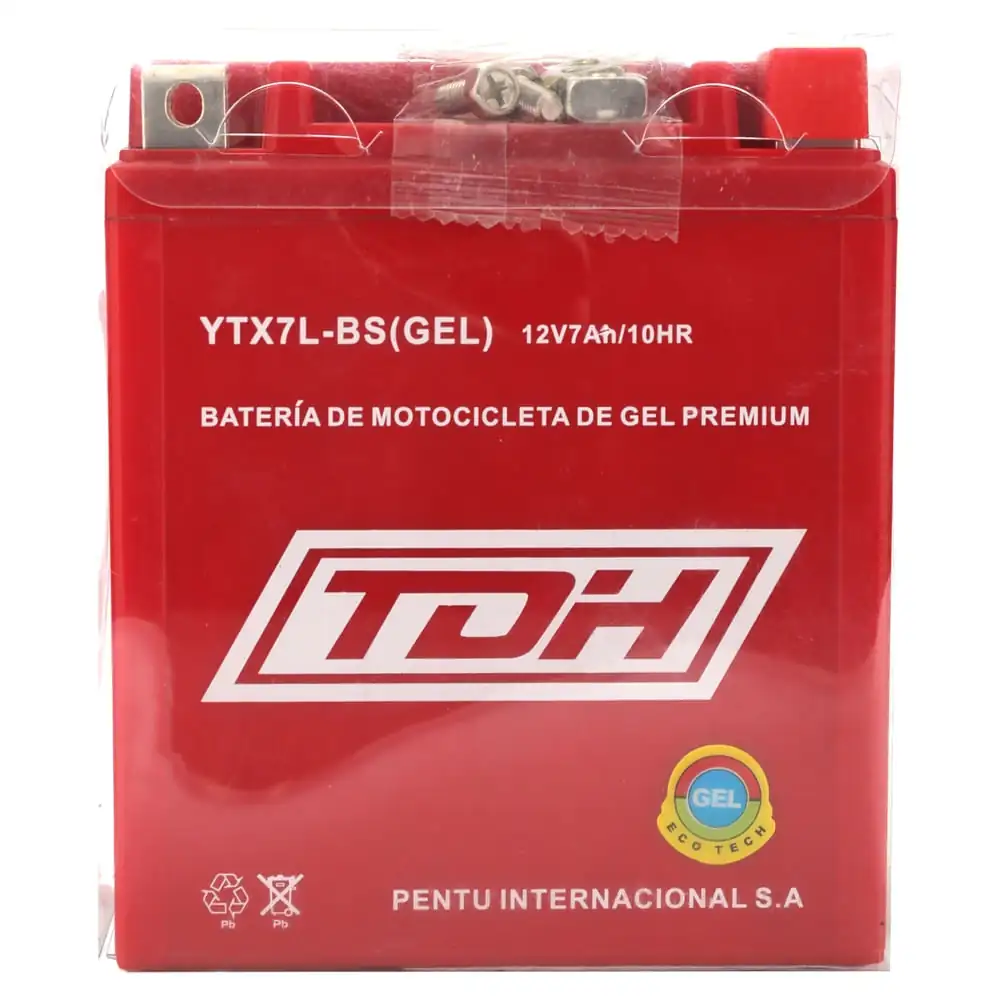 YTX7L-BS(GEL) 12V7Ah/10HR
BATERÍA DE MOTOCICLETA DE GEL PREMIUM
TDH
GEL
ECO TECH
Pb Pb
PENTU INTERNACIONAL S.A